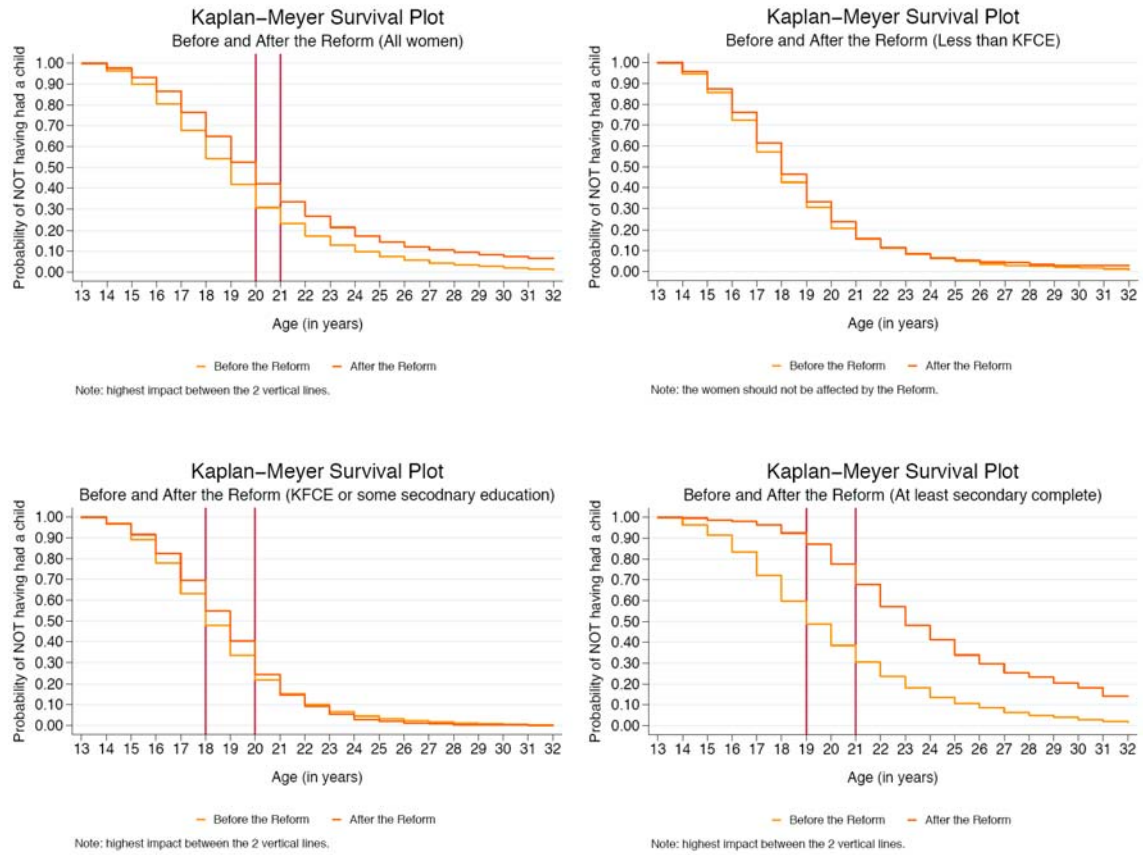 Kaplan−Meyer Survival Plot
Before and After the Reform (All women)
Probability of NOT having had a child
1.00
0.90
0.80
0.70
0.60
0.50
0.40
0.30
0.20
0.10
0.00
13 14 15 16 17 18 19 20 21 22 23 24 25 26 27 28 29 30 31 32
Age (in years)
Before the Reform After the Reform
Note: highest impact between the 2 vertical lines.
Kaplan−Meyer Survival Plot
Before and After the Reform (Less than KFCE)
Probability of NOT having had a child
1.00
0.90
0.80
0.70
0.60
0.50
0.40
0.30
0.20
0.10
0.00
13 14 15 16 17 18 19 20 21 22 23 24 25 26 27 28 29 30 31 32
Age (in years)
Before the Reform After the Reform
Note: the women should not be affected by the Reform.
Kaplan−Meyer Survival Plot
Before and After the Reform (KFCE or some secodnary education)
Probability of NOT having had a child
1.00
0.90
0.80
0.70
0.60
0.50
0.40
0.30
0.20
0.10
0.00
13 14 15 16 17 18 19 20 21 22 23 24 25 26 27 28 29 30 31 32
Age (in years)
Before the Reform After the Reform
Note: highest impact between the 2 vertical lines.
Kaplan−Meyer Survival Plot
Before and After the Reform (At least secondary complete)
Probability of NOT having had a child
1.00
0.90
0.80
0.70
0.60
0.50
0.40
0.30
0.20
0.10
0.00
13 14 15 16 17 18 19 20 21 22 23 24 25 26 27 28 29 30 31 32
Age (in years)
Before the Reform After the Reform
Note: highest impact between the 2 vertical lines.